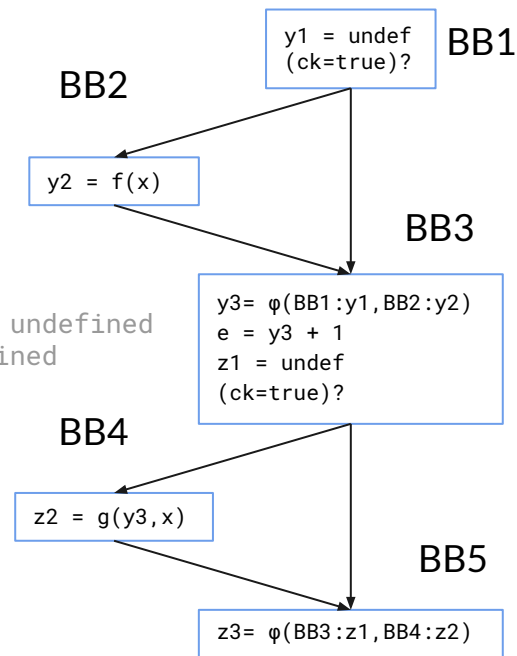 y1 = undef
(ck=true)?
BB1
BB2
y2 = f(x)
BB3
y3= φ(BB1:y1,BB2:y2)
e = y3 + 1
z1 = undef
(ck=true)?
undefined
BB4
z2 = g(y3,x)
BB5
z3= φ(BB3:z1,BB4:z2)